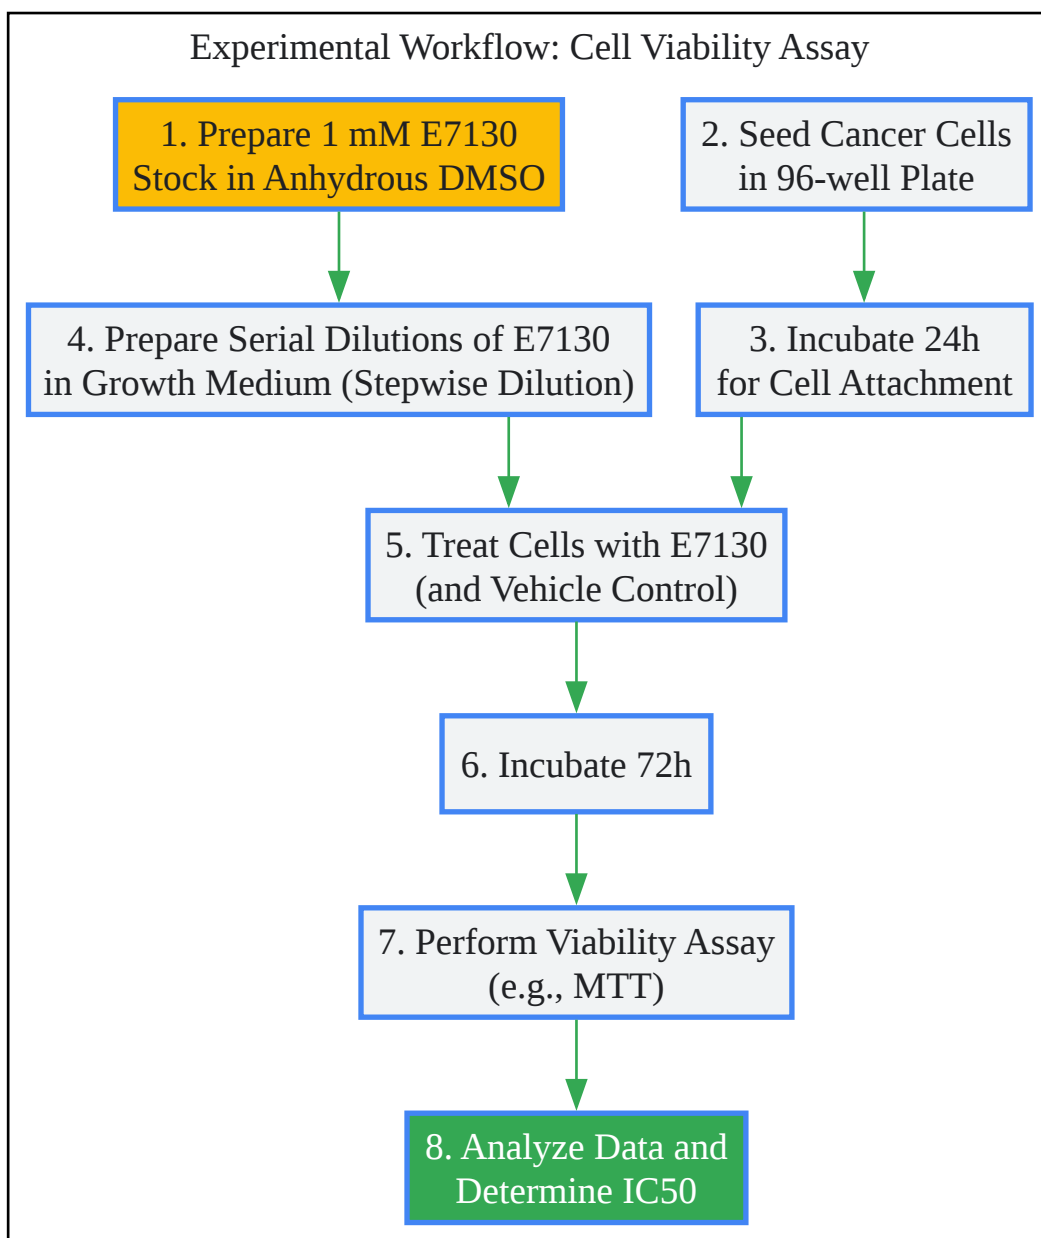 Experimental Workflow: Cell Viability Assay
1. Prepare 1 mM E7130
Stock in Anhydrous DMSO
2. Seed Cancer Cells
in 96-well Plate
4. Prepare Serial Dilutions of E7130
in Growth Medium (Stepwise Dilution)
3. Incubate 24h
for Cell Attachment
5. Treat Cells with E7130
(and Vehicle Control)
6. Incubate 72h
7. Perform Viability Assay
(e.g., MTT)
8. Analyze Data and
Determine IC50